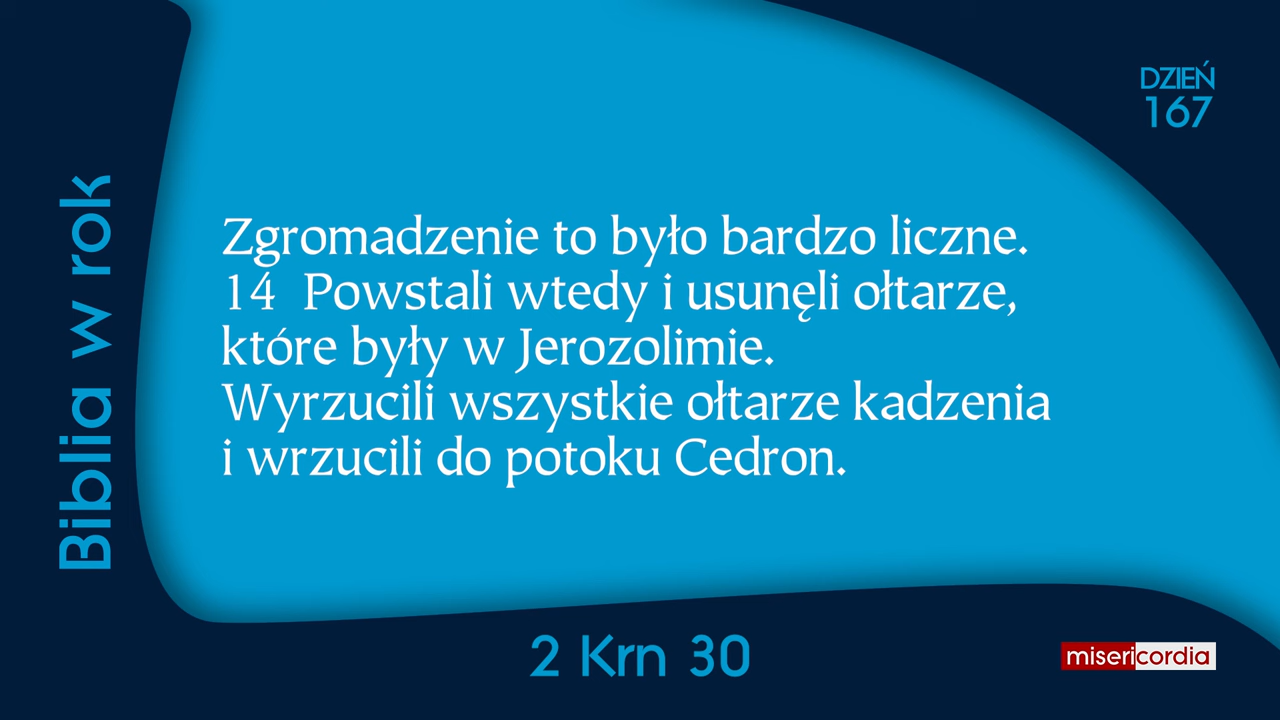 DZIEŃ
167
Biblia w rok
Zgromadzenie to było bardzo liczne.
14 Powstali wtedy i usunęli ołtarze,
które były w Jerozolimie.
Wyrzucili wszystkie ołtarze kadzenia
i wrzucili do potoku Cedron.
2 Krn 30
misericordia